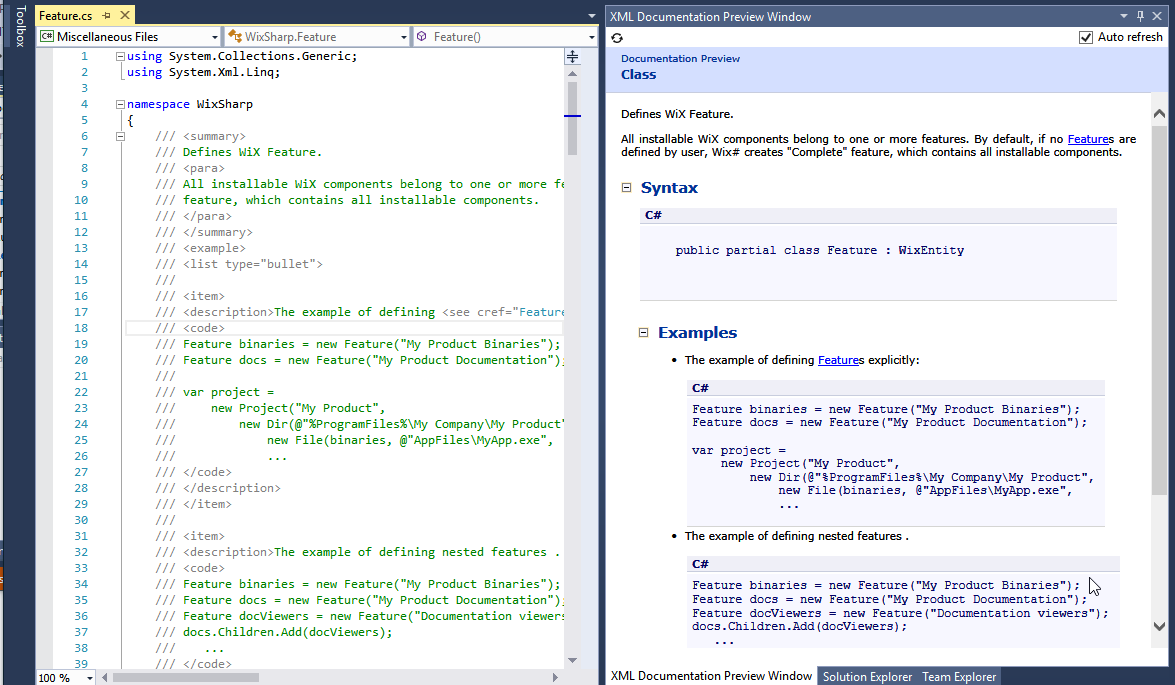 Toolbox
Feature.cs
Miscellaneous Files
WixSharp.Feature
Feature()
1 using System.Collections.Generic;
2 using System.Xml.Linq;
3
4 namespace WixSharp
5 {
6 /// <summary>
7 /// Defines WiX Feature.
8 /// <para>
9 /// All installable WiX components belong to one or more fe
10 /// feature, which contains all installable components.
11 /// </para>
12 /// </summary>
13 /// <example>
14 /// <list type="bullet">
15 ///
16 /// <item>
17 /// <description>The example of defining <see cref="Feature
18 /// <code>
19 /// Feature binaries = new Feature("My Product Binaries");
20 /// Feature docs = new Feature("My Product Documentation");
21 ///
22 /// var project =
23 /// new Project("My Product",
24 /// new Dir(@"%ProgramFiles%\My Company\My Product"
25 /// new File(binaries, @"AppFiles\MyApp.exe",
26 /// ...
27 /// </code>
28 /// </description>
29 /// </item>
30 ///
31 /// <item>
32 /// <description>The example of defining nested features .
33 /// <code>
34 /// Feature binaries = new Feature("My Product Binaries");
35 /// Feature docs = new Feature("My Product Documentation");
36 /// Feature docViewers = new Feature("Documentation viewers
37 /// docs.Children.Add(docViewers);
38 /// ...
39 /// </code>
100 %
XML Documentation Preview Window
Auto refresh
Documentation Preview
Class
Defines WiX Feature.
All installable WiX components belong to one or more features. By default, if no Features are
defined by user, Wix# creates "Complete" feature, which contains all installable components.
Syntax
C#
public partial class Feature : WixEntity
Examples
• The example of defining Features explicitly:
C#
Feature binaries = new Feature("My Product Binaries");
Feature docs = new Feature("My Product Documentation");
var project =
new Project("My Product",
new Dir(@"%ProgramFiles%\My Company\My Product",
new File(binaries, @"AppFiles\MyApp.exe",
...
• The example of defining nested features .
C#
Feature binaries = new Feature("My Product Binaries");
Feature docs = new Feature("My Product Documentation");
Feature docViewers = new Feature("Documentation viewers");
docs.Children.Add(docViewers);
...
XML Documentation Preview Window
Solution Explorer
Team Explorer